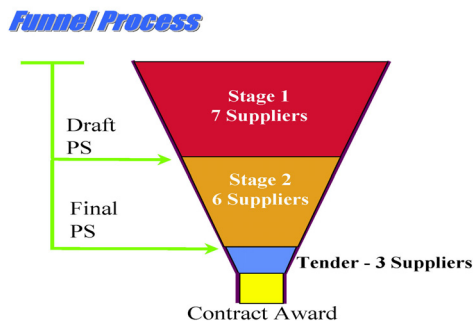 Funnel Process
Stage 1
7 Suppliers
Draft
PS
Stage 2
6 Suppliers
Final
PS
Tender - 3 Suppliers
Contract Award